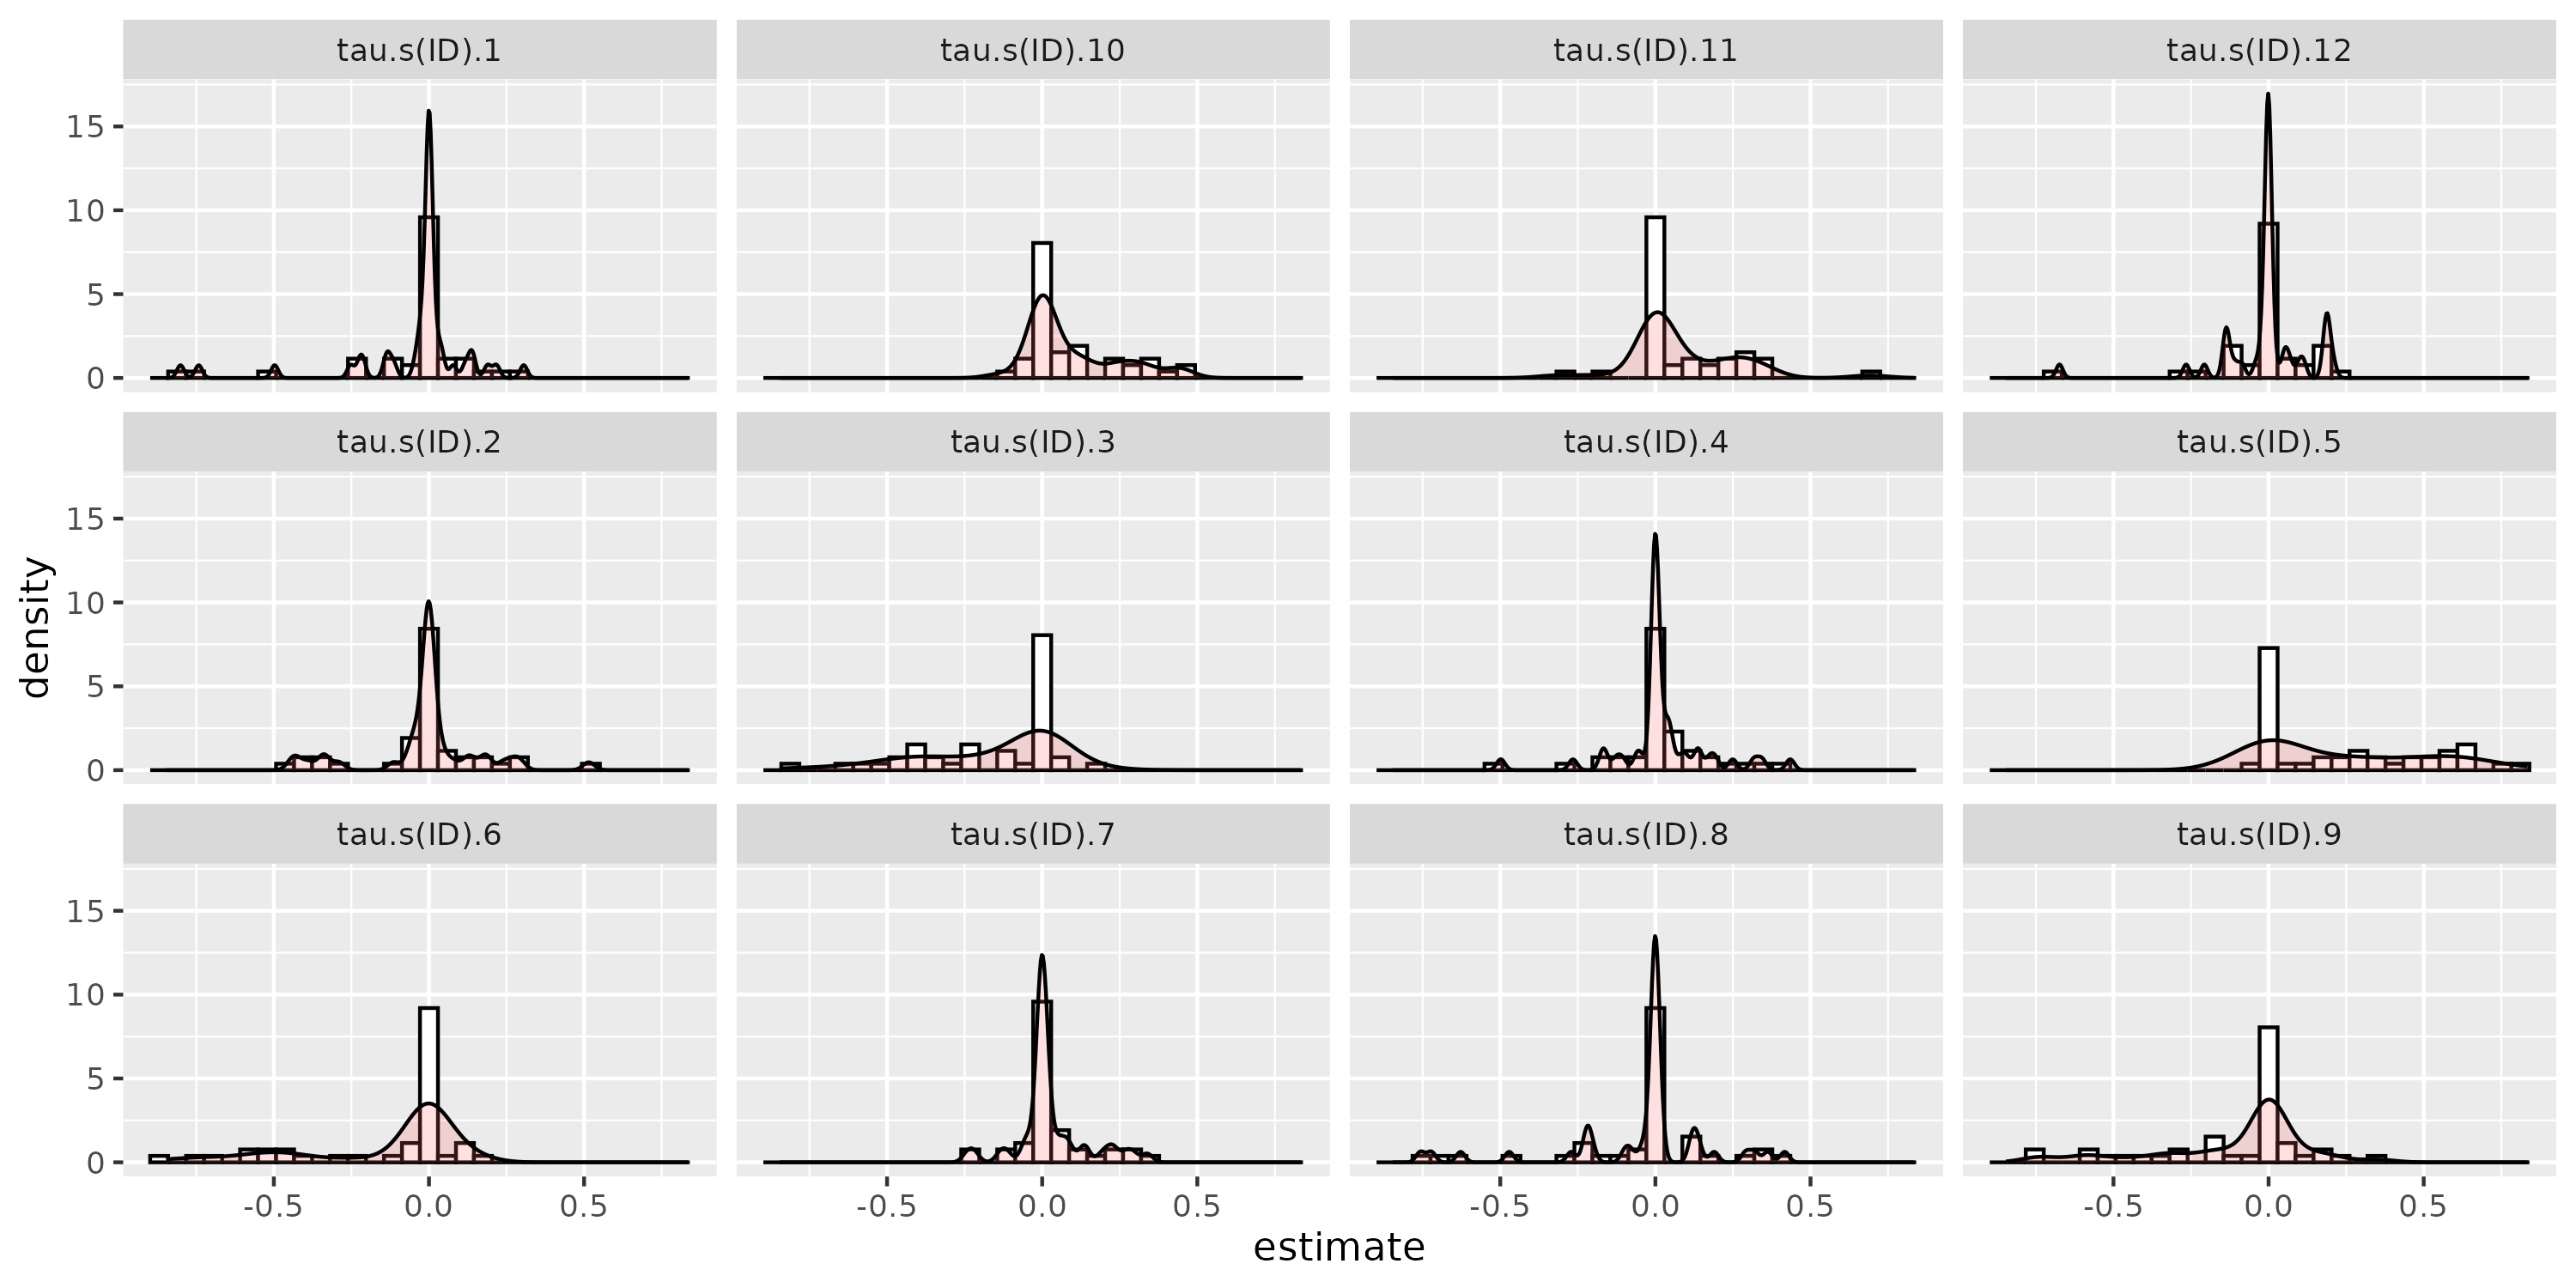 tau.s(ID).1 tau.s(ID).10 tau.s(ID).11 tau.s(ID).12
15
10
5
0
tau.s(ID).2 tau.s(ID).3 tau.s(ID).4 tau.s(ID).5
15
10
5
0
density
tau.s(ID).6 tau.s(ID).7 tau.s(ID).8 tau.s(ID).9
15
10
5
0
-0.5 0.0 0.5 -0.5 0.0 0.5 -0.5 0.0 0.5 -0.5 0.0 0.5
estimate